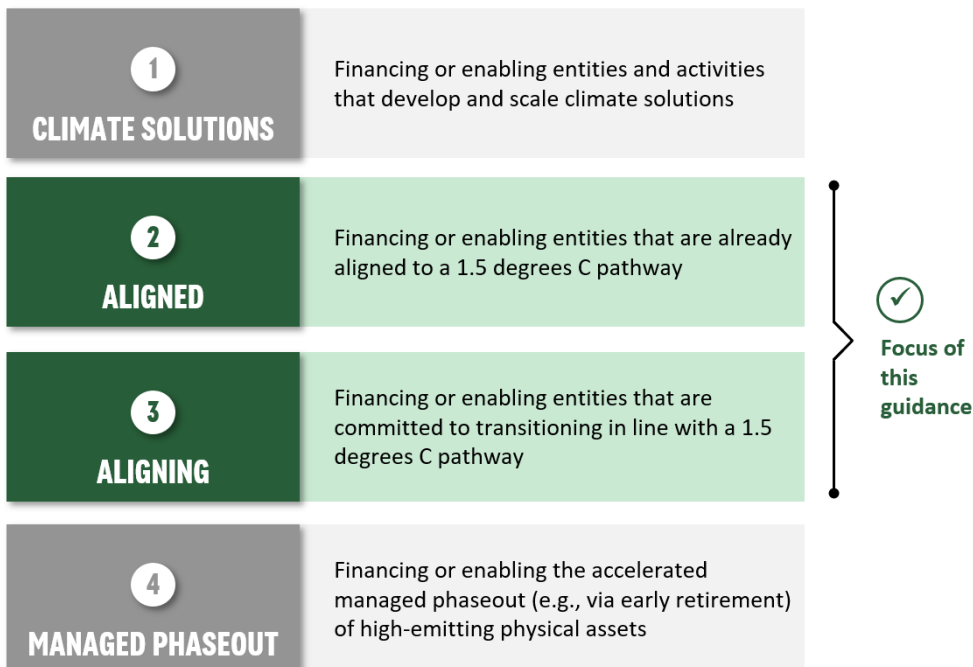 1
CLIMATE SOLUTIONS
Financing or enabling entities and activities
that develop and scale climate solutions
2
ALIGNED
Financing or enabling entities that are already
aligned to a 1.5 degrees C pathway
3
ALIGNING
Financing or enabling entities that are
committed to transitioning in line with a 1.5
degrees C pathway
Focus of
this
guidance
4
MANAGED PHASEOUT
Financing or enabling the accelerated
managed phaseout (e.g., via early retirement)
of high-emitting physical assets